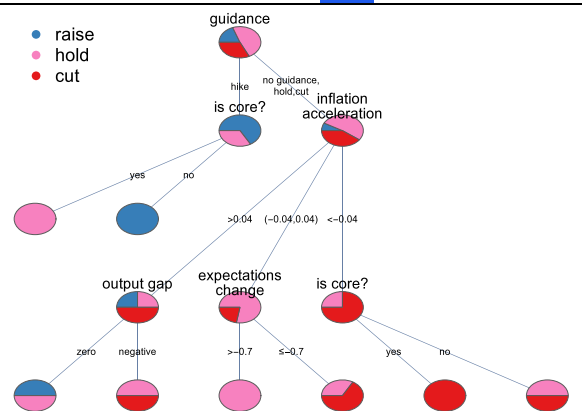 guidance
raise
hold
cut
hike
no guidance,
hold,cut
is core?
inflation
acceleration
yes
no
>0.04
(−0.04,0.04)
<−0.04
output gap
expectations
change
is core?
zero
negative
>−0.7
≤−0.7
yes
no